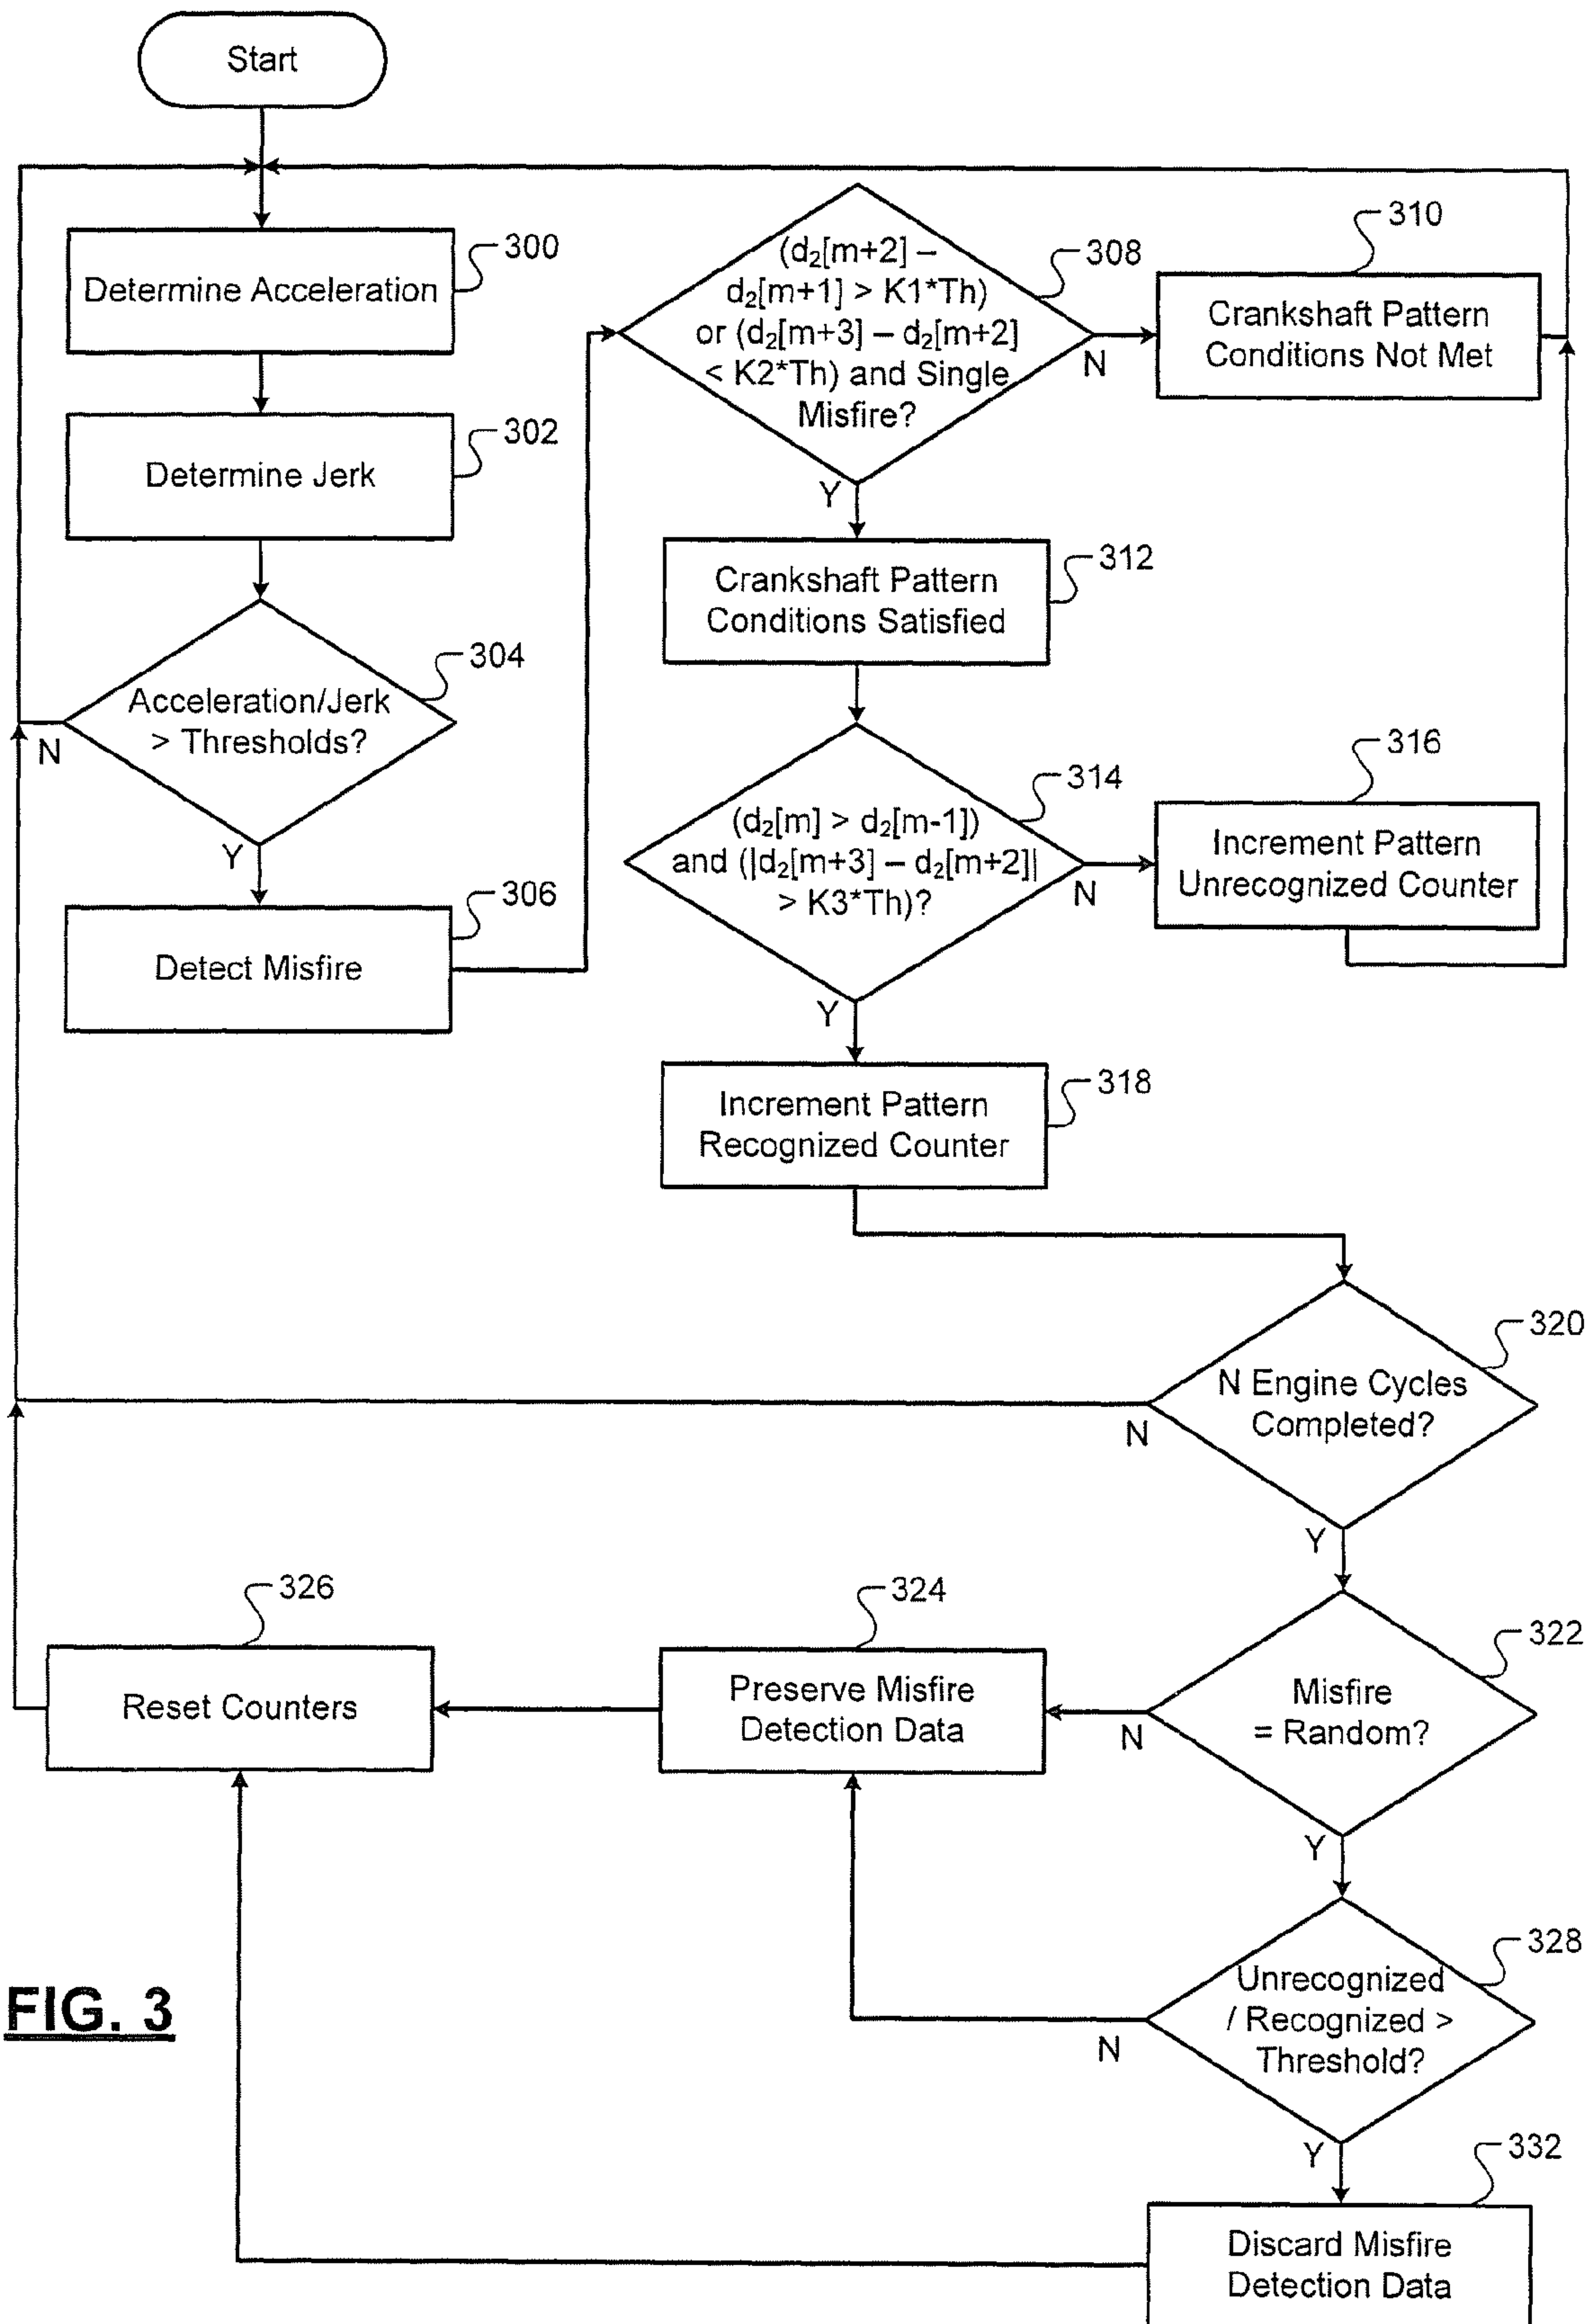 Start
300
Determine Acceleration
302
Determine Jerk
304
Acceleration/Jerk
> Thresholds?
N
Y
306
Detect Misfire
308
(d₂[m+2] –
d₂[m+1] > K1*Th)
or (d₂[m+3] – d₂[m+2]
< K2*Th) and Single
Misfire?
N
Y
310
Crankshaft Pattern
Conditions Not Met
312
Crankshaft Pattern
Conditions Satisfied
314
(d₂[m] > d₂[m-1])
and (|d₂[m+3] – d₂[m+2]|
> K3*Th)?
N
Y
316
Increment Pattern
Unrecognized Counter
318
Increment Pattern
Recognized Counter
320
N Engine Cycles
Completed?
N
Y
322
Misfire
= Random?
N
Y
324
Preserve Misfire
Detection Data
326
Reset Counters
328
Unrecognized
/ Recognized >
Threshold?
N
Y
332
Discard Misfire
Detection Data
FIG. 3